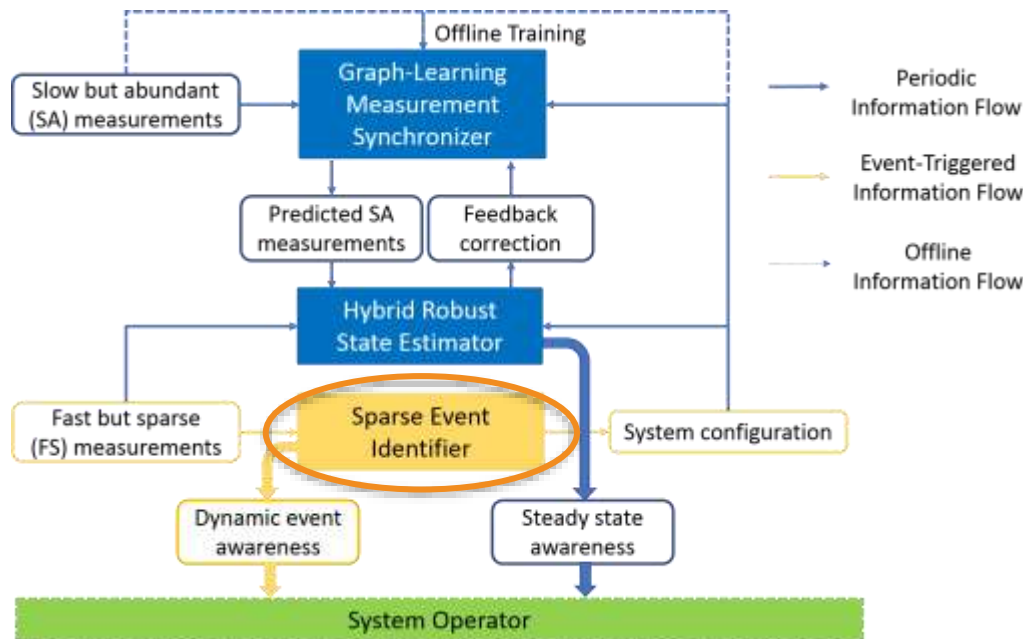 Offline Training
Graph-Learning
Measurement
Synchronizer
Slow but abundant
(SA) measurements
Periodic
Information Flow
Event-Triggered
Information Flow
Offline
Information Flow
Predicted SA
measurements
Feedback
correction
Hybrid Robust
State Estimator
Fast but sparse
(FS) measurements
Sparse Event
Identifier
System configuration
Dynamic event
awareness
Steady state
awareness
System Operator